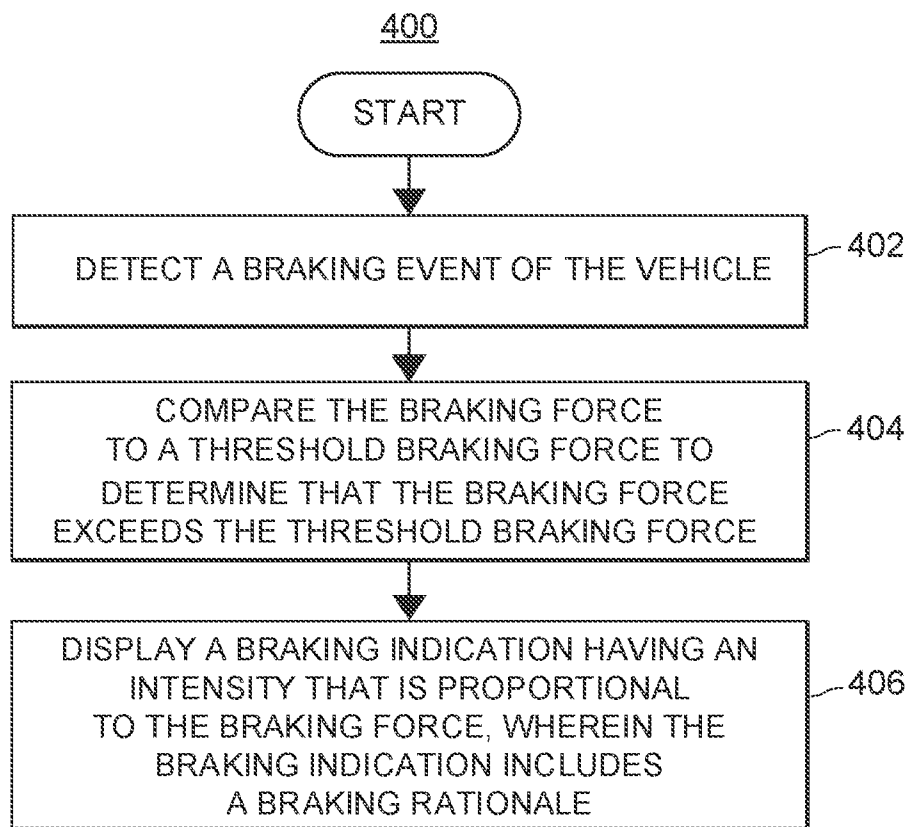 400
START
DETECT A BRAKING EVENT OF THE VEHICLE
402
COMPARE THE BRAKING FORCE
TO A THRESHOLD BRAKING FORCE TO
DETERMINE THAT THE BRAKING FORCE
EXCEEDS THE THRESHOLD BRAKING FORCE
404
DISPLAY A BRAKING INDICATION HAVING AN
INTENSITY THAT IS PROPORTIONAL
TO THE BRAKING FORCE, WHEREIN THE
BRAKING INDICATION INCLUDES
A BRAKING RATIONALE
406